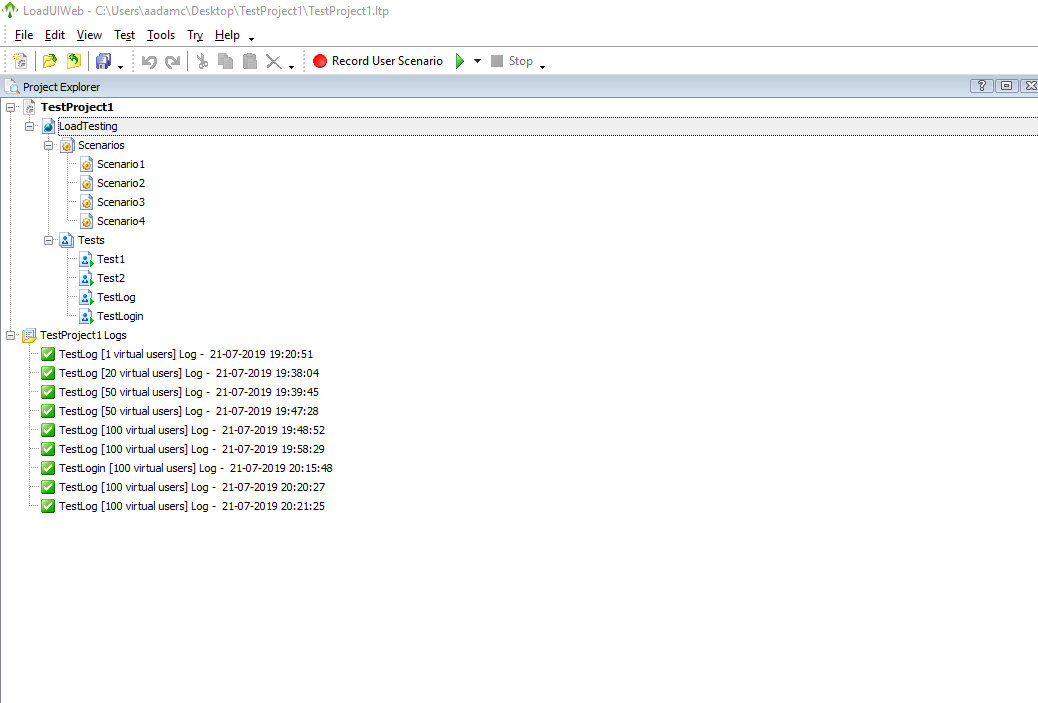 LoadUIWeb - C:\Users\aadamc\Desktop\TestProject1\TestProject1.ltp
File Edit View Test Tools Try Help
Record User Scenario Stop
Project Explorer
TestProject1
LoadTesting
Scenarios
Scenario1
Scenario2
Scenario3
Scenario4
Tests
Test1
Test2
TestLog
TestLogin
TestProject1 Logs
TestLog [1 virtual users] Log - 21-07-2019 19:20:51
TestLog [20 virtual users] Log - 21-07-2019 19:38:04
TestLog [50 virtual users] Log - 21-07-2019 19:39:45
TestLog [50 virtual users] Log - 21-07-2019 19:47:28
TestLog [100 virtual users] Log - 21-07-2019 19:48:52
TestLog [100 virtual users] Log - 21-07-2019 19:58:29
TestLogin [100 virtual users] Log - 21-07-2019 20:15:48
TestLog [100 virtual users] Log - 21-07-2019 20:20:27
TestLog [100 virtual users] Log - 21-07-2019 20:21:25